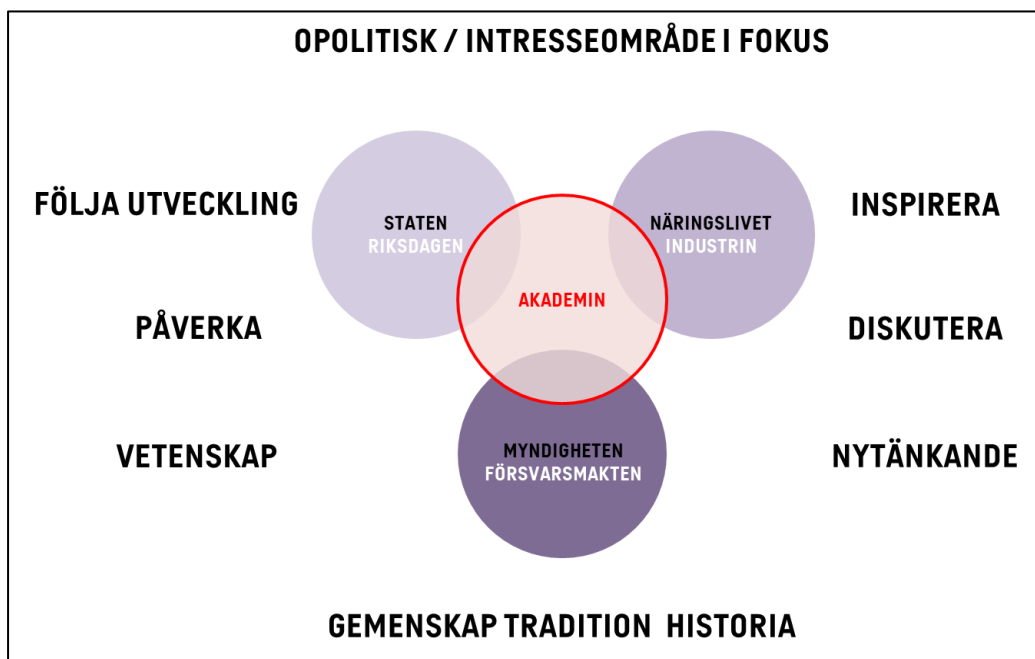 OPOLITISK / INTRESSEOMRÅDE I FOKUS
FÖLJA UTVECKLING
STATEN
RIKSDAGEN
NÄRINGSLIVET
INDUSTRIN
INSPIRERA
AKADEMIN
PÅVERKA
DISKUTERA
VETENSKAP
MYNDIGHETEN
FÖRSVARSMAKTEN
NYTÄNKANDE
GEMENSKAP TRADITION HISTORIA